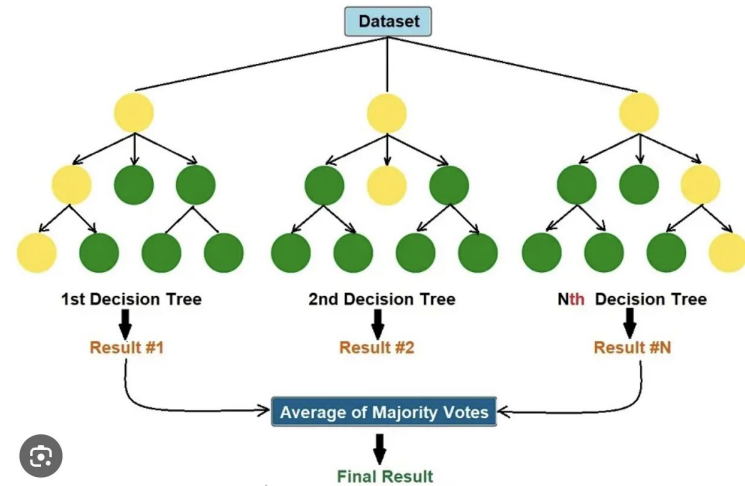 Dataset
1st Decision Tree
2nd Decision Tree
Nth Decision Tree
Result #1
Result #2
Result #N
Average of Majority Votes
Final Result